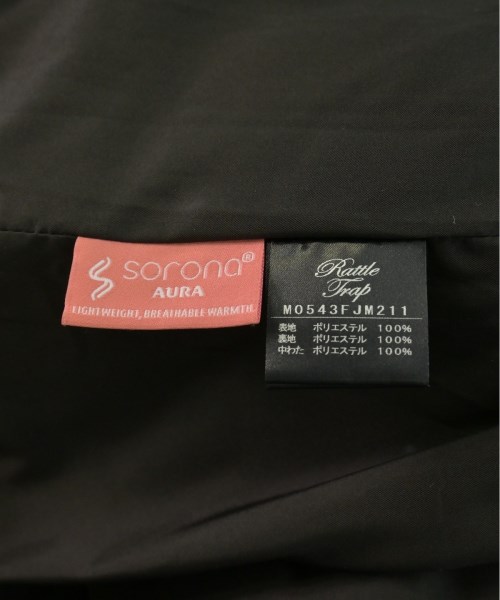 sorona®
AURA
LIGHTWEIGHT, BREATHABLE WARMTH
Rattle
Trap
M0543FJM211
表地 ポリエステル 100%
裏地 ポリエステル 100%
中わた ポリエステル 100%